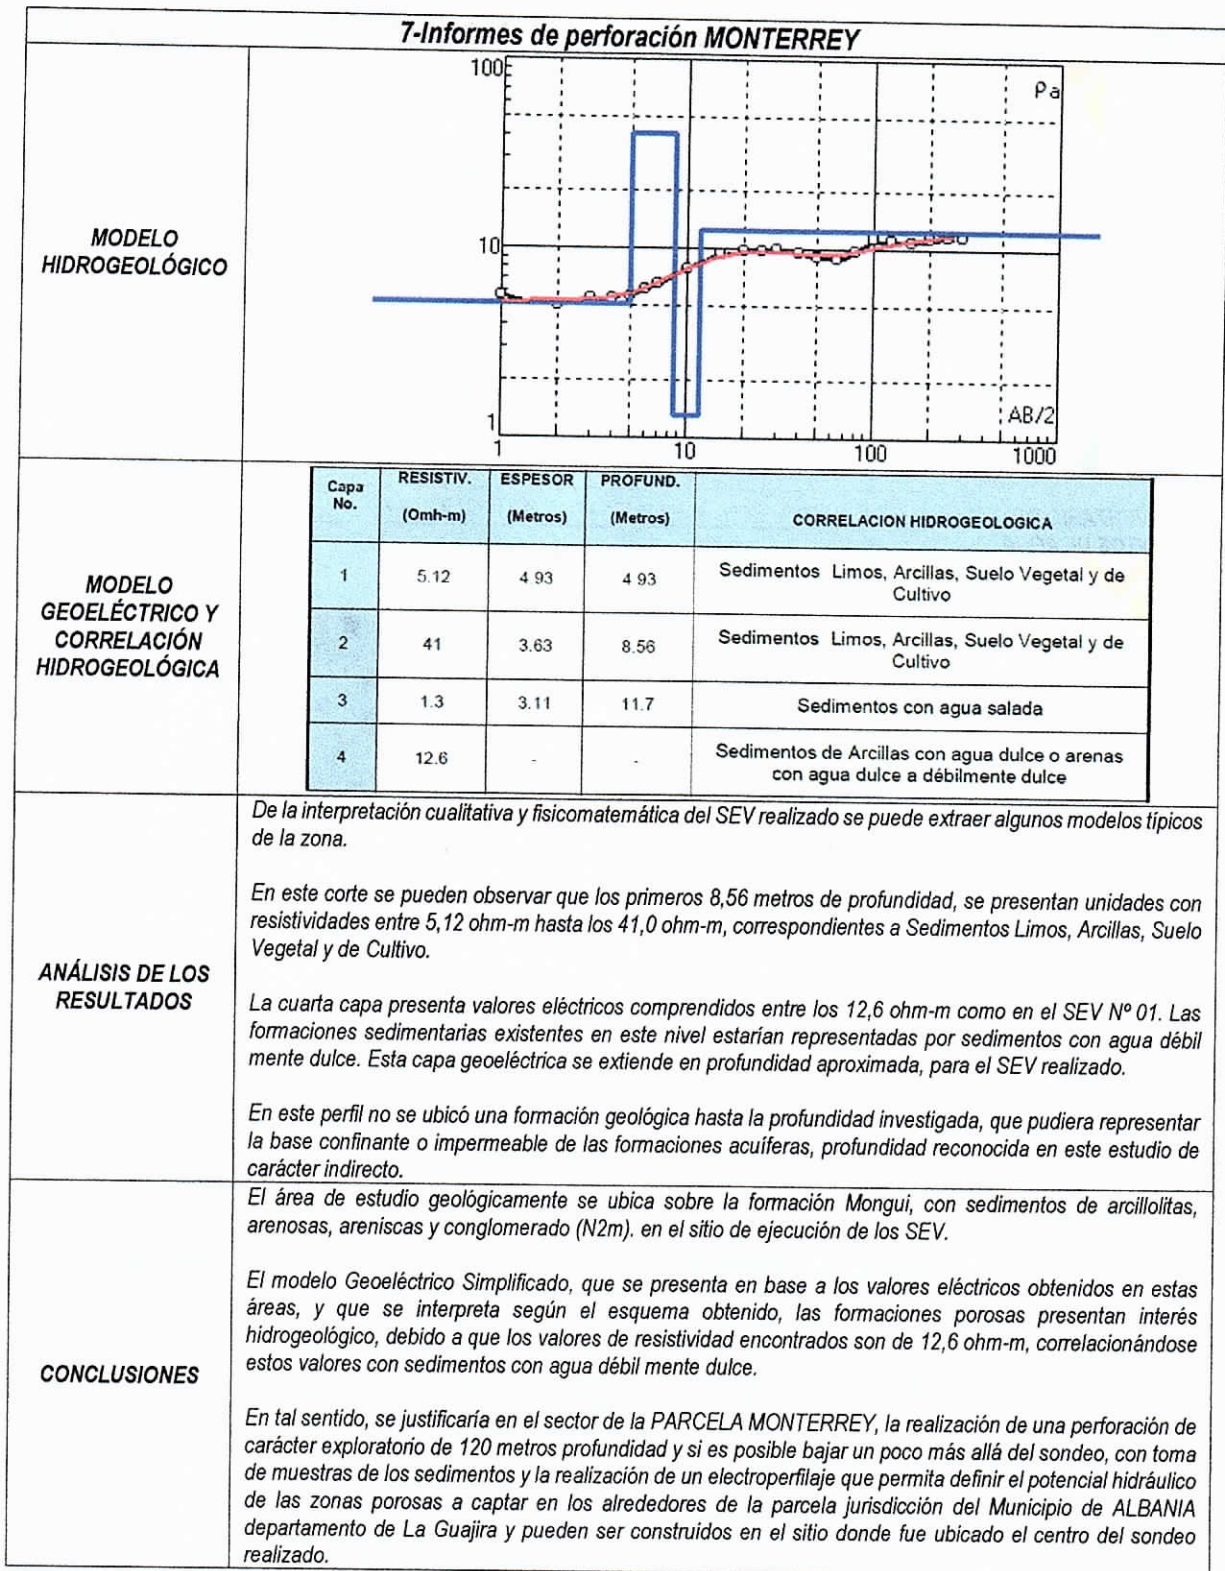 7-Informes de perforación MONTERREY
MODELO
HIDROGEOLÓGICO
100
10
1
Pa
AB/2
1
10
100
1000
MODELO
GEOELÉCTRICO Y
CORRELACIÓN
HIDROGEOLÓGICA
Capa No. RESISTIV. (Omh-m) ESPESOR (Metros) PROFUND. (Metros) CORRELACION HIDROGEOLOGICA
1 5.12 4 93 4 93 Sedimentos Limos, Arcillas, Suelo Vegetal y de Cultivo
2 41 3.63 8.56 Sedimentos Limos, Arcillas, Suelo Vegetal y de Cultivo
3 1.3 3.11 11.7 Sedimentos con agua salada
4 12.6 - - Sedimentos de Arcillas con agua dulce o arenas con agua dulce a débilmente dulce
ANÁLISIS DE LOS
RESULTADOS
De la interpretación cualitativa y fisicomatemática del SEV realizado se puede extraer algunos modelos típicos
de la zona.
En este corte se pueden observar que los primeros 8,56 metros de profundidad, se presentan unidades con
resistividades entre 5,12 ohm-m hasta los 41,0 ohm-m, correspondientes a Sedimentos Limos, Arcillas, Suelo
Vegetal y de Cultivo.
La cuarta capa presenta valores eléctricos comprendidos entre los 12,6 ohm-m como en el SEV Nº 01. Las
formaciones sedimentarias existentes en este nivel estarían representadas por sedimentos con agua débil
mente dulce. Esta capa geoeléctrica se extiende en profundidad aproximada, para el SEV realizado.
En este perfil no se ubicó una formación geológica hasta la profundidad investigada, que pudiera representar
la base confinante o impermeable de las formaciones acuíferas, profundidad reconocida en este estudio de
carácter indirecto.
CONCLUSIONES
El área de estudio geológicamente se ubica sobre la formación Mongui, con sedimentos de arcillolitas,
arenosas, areniscas y conglomerado (N2m). en el sitio de ejecución de los SEV.
El modelo Geoeléctrico Simplificado, que se presenta en base a los valores eléctricos obtenidos en estas
áreas, y que se interpreta según el esquema obtenido, las formaciones porosas presentan interés
hidrogeológico, debido a que los valores de resistividad encontrados son de 12,6 ohm-m, correlacionándose
estos valores con sedimentos con agua débil mente dulce.
En tal sentido, se justificaría en el sector de la PARCELA MONTERREY, la realización de una perforación de
carácter exploratorio de 120 metros profundidad y si es posible bajar un poco más allá del sondeo, con toma
de muestras de los sedimentos y la realización de un electroperfilaje que permita definir el potencial hidráulico
de las zonas porosas a captar en los alrededores de la parcela jurisdicción del Municipio de ALBANIA
departamento de La Guajira y pueden ser construidos en el sitio donde fue ubicado el centro del sondeo
realizado.